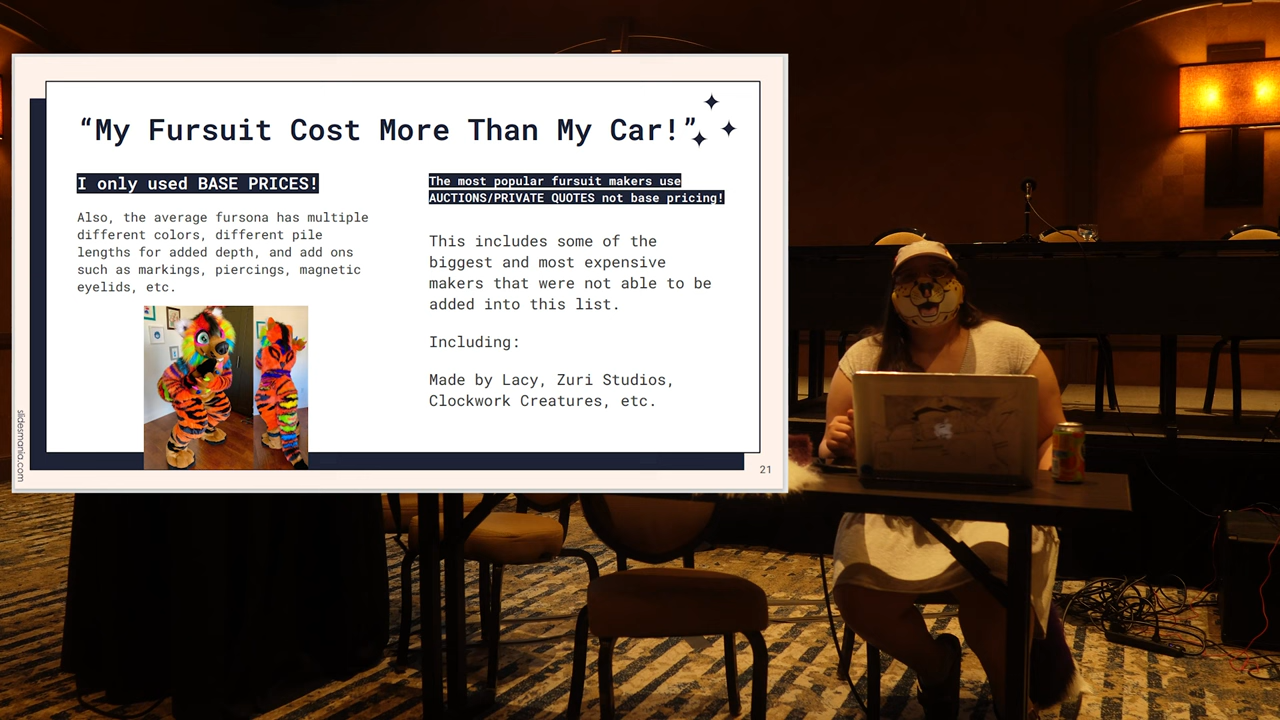 “My Fursuit Cost More Than My Car!”
I only used BASE PRICES!
Also, the average fursona has multiple
different colors, different pile
lengths for added depth, and add ons
such as markings, piercings, magnetic
eyelids, etc.
The most popular fursuit makers use
AUCTIONS/PRIVATE QUOTES not base pricing!
This includes some of the
biggest and most expensive
makers that were not able to be
added into this list.
Including:
Made by Lacy, Zuri Studios,
Clockwork Creatures, etc.
slidesmania.com
21